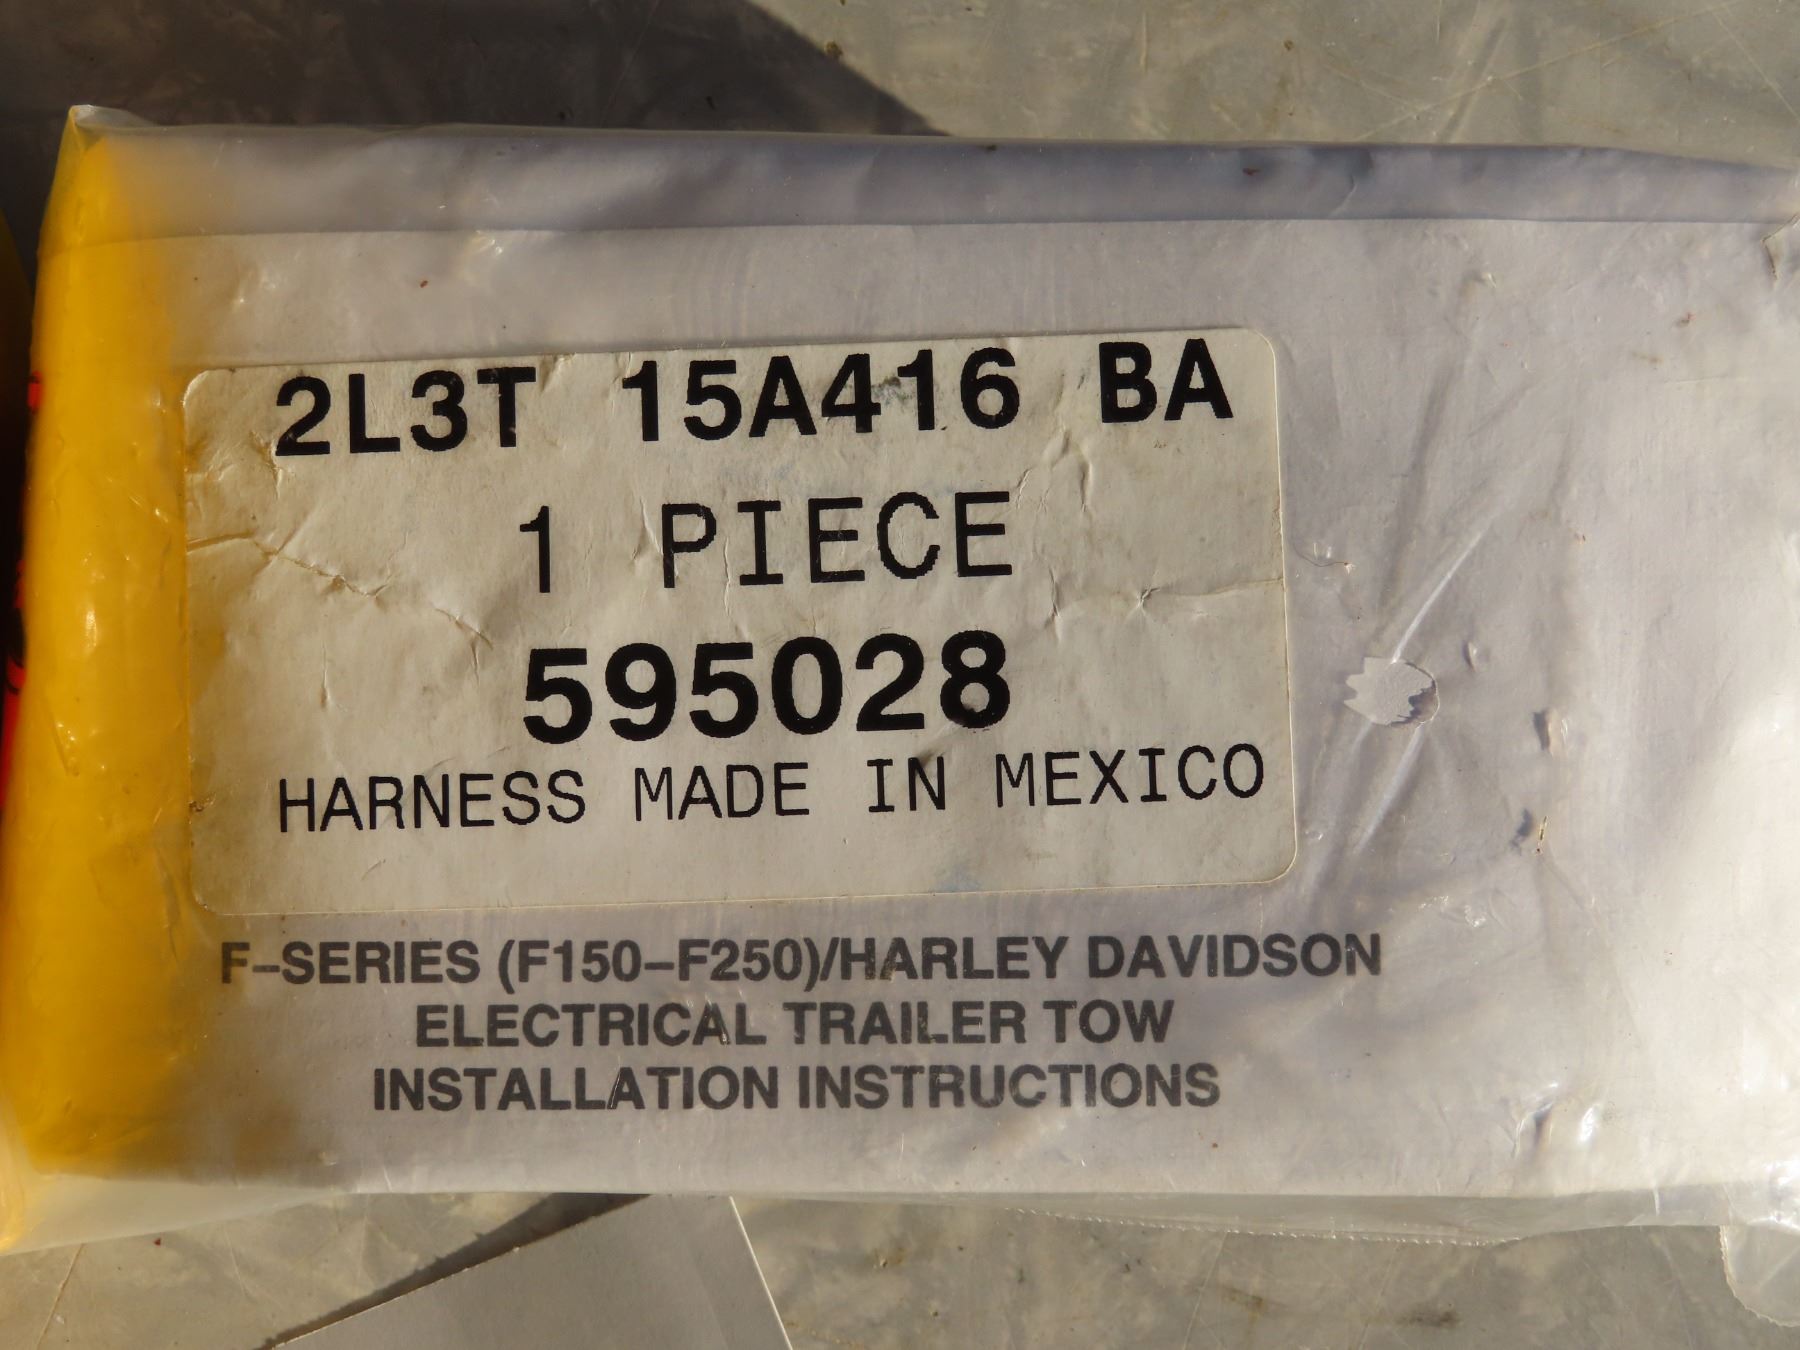 2L3T 15A416 BA
1 PIECE
595028
HARNESS MADE IN MEXICO
F-SERIES (F150-F250)/HARLEY DAVIDSON
ELECTRICAL TRAILER TOW
INSTALLATION INSTRUCTIONS